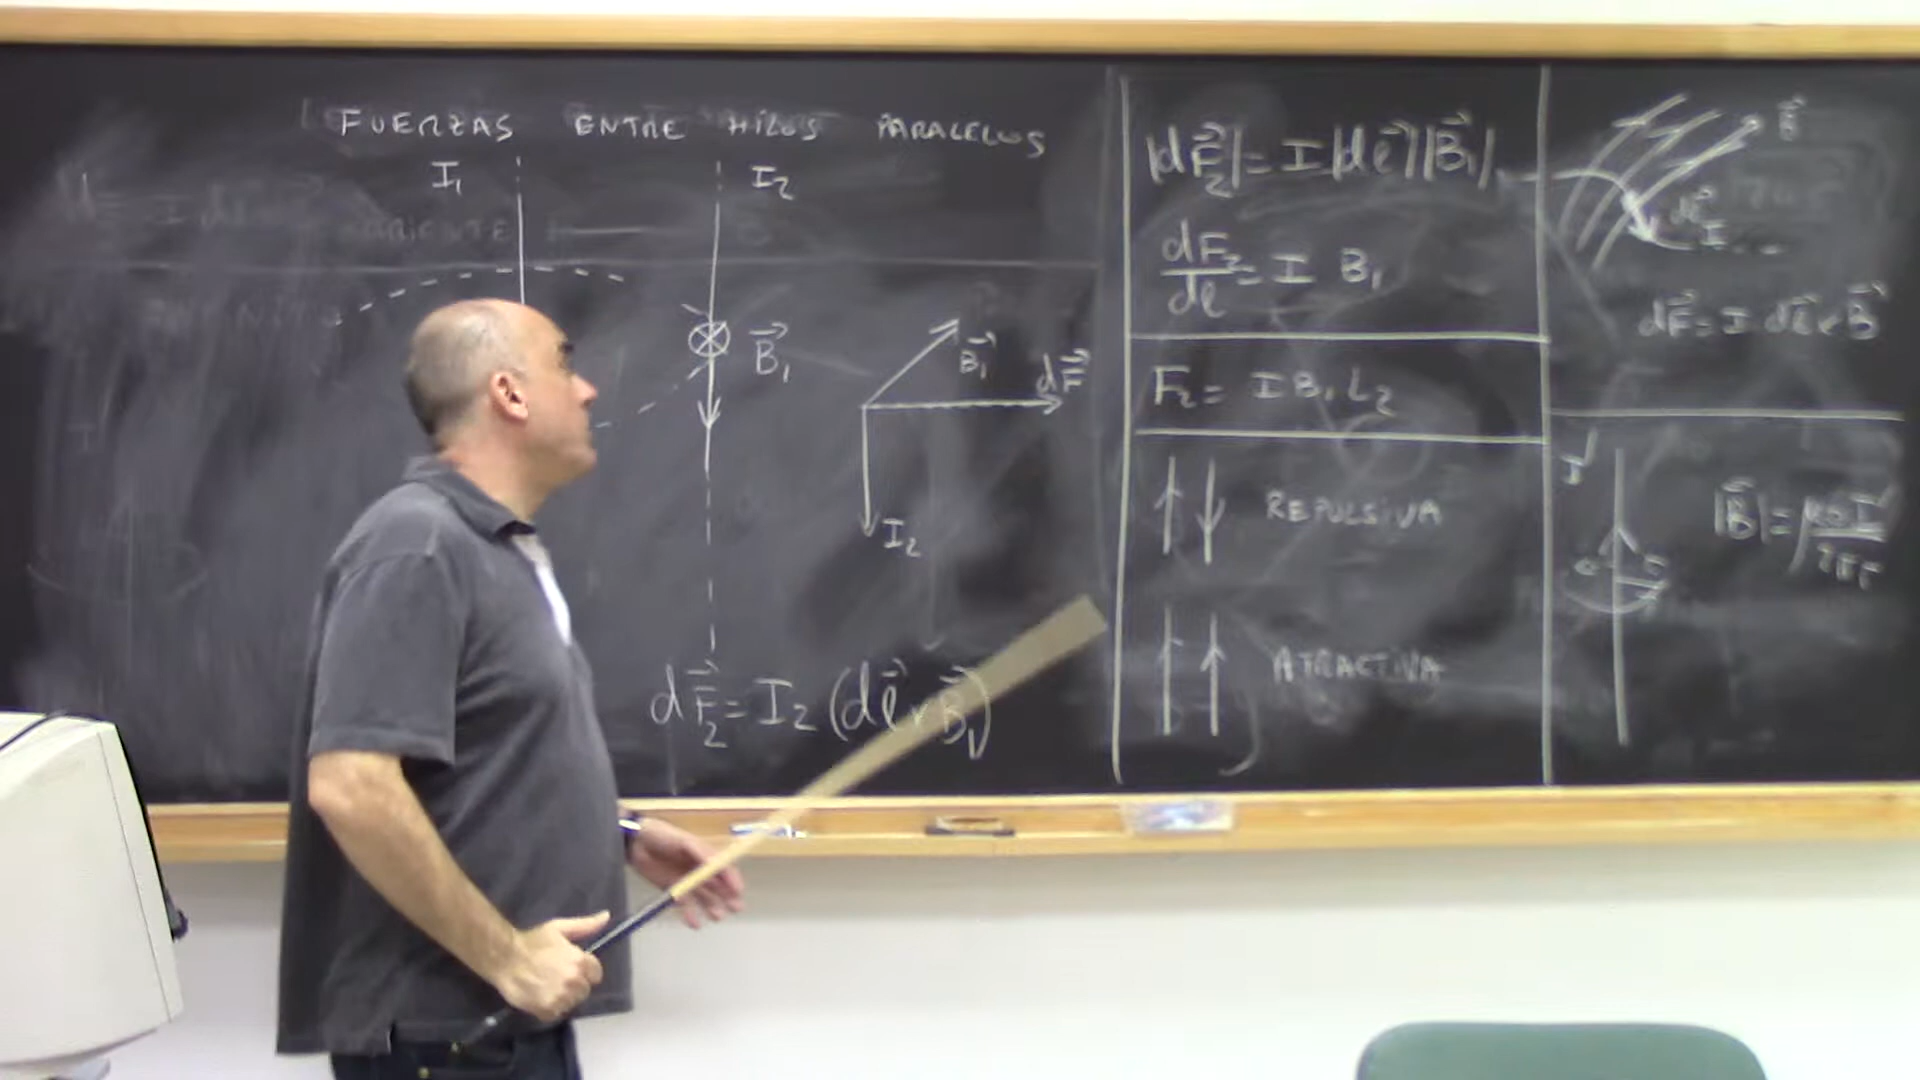 FUERZAS ENTRE HILOS PARALELOS
I₁
I₂
B⃗₁
B⃗₁
dF⃗
I₂
dF⃗₂ = I₂ (dℓ⃗ × B⃗₁)
|dF⃗₂| = I |dℓ⃗| |B⃗₁|
dF₂/dℓ = I B₁
F₂ = I B₁ L₂
REPULSIVA
ATRACTIVA
B⃗
dℓ⃗
I
dF⃗ = I dℓ⃗ × B⃗
I
|B⃗| = μ₀I/2πr